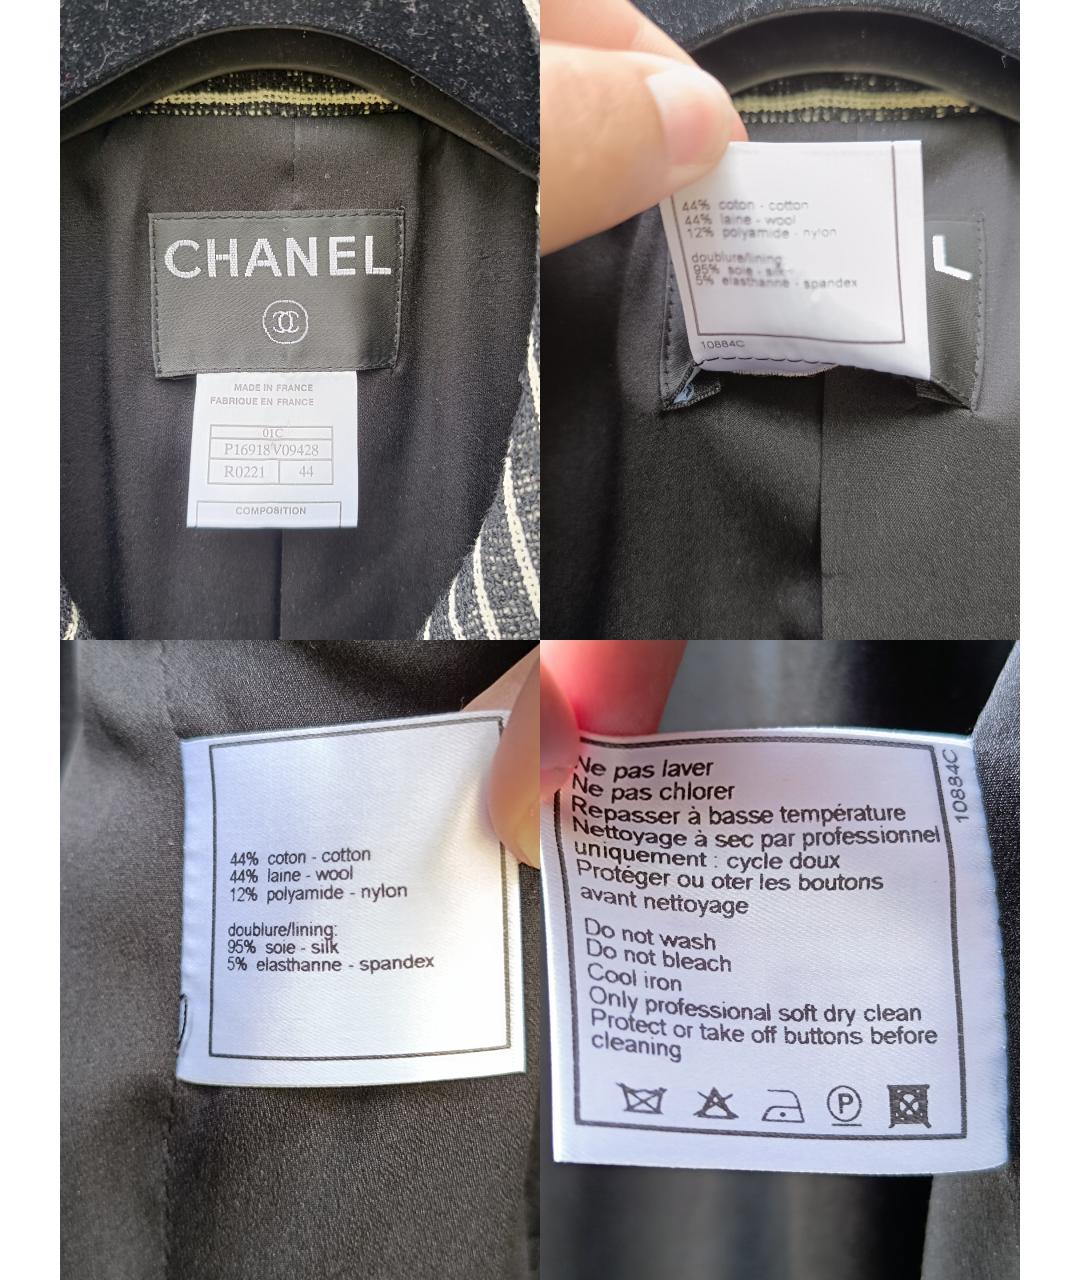 CHANEL
MADE IN FRANCE
FABRIQUE EN FRANCE
01C
P16918V09428
R0221 44
COMPOSITION
L
44% coton - cotton
44% laine - wool
12% polyamide - nylon
doublure/lining:
95% soie - silk
5% elasthanne - spandex
10884C
44% coton - cotton
44% laine - wool
12% polyamide - nylon
doublure/lining:
95% soie - silk
5% elasthanne - spandex
Ne pas laver
Ne pas chlorer
Repasser à basse température
Nettoyage à sec par professionnel
uniquement : cycle doux
Protéger ou oter les boutons
avant nettoyage
Do not wash
Do not bleach
Cool iron
Only professional soft dry clean
Protect or take off buttons before
cleaning
P
10884C